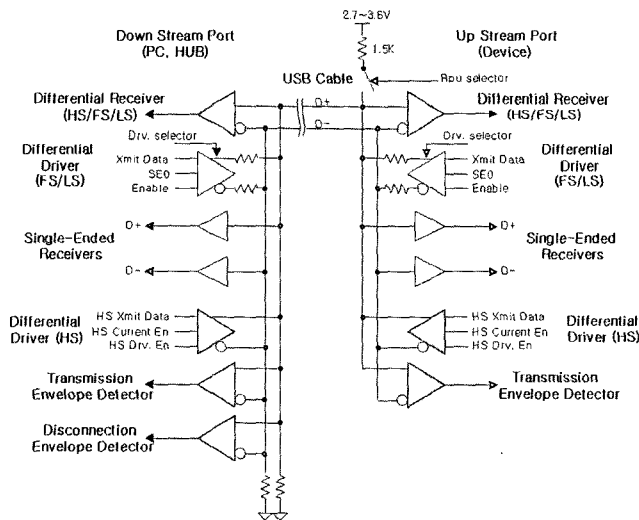 2.7~3.6V
Down Stream Port
(PC, HUB)
Up Stream Port
(Device)
1.5K
USB Cable
Rpu selector
Differential Receiver
(HS/FS/LS)
D+
D-
Differential Receiver
(HS/FS/LS)
Drv. selector
Drv. selector
Differential
Driver
(FS/LS)
Xmit Data
SE0
Enable
Xmit Data
SE0
Enable
Differential
Driver
(FS/LS)
D+
D-
Single-Ended
Receivers
D+
D-
Single-Ended
Receivers
Differential
Driver (HS)
HS Xmit Data
HS Current En
HS Drv. En
HS Xmit Data
HS Current En
HS Drv. En
Differential
Driver (HS)
Transmission
Envelope Detector
Transmission
Envelope Detector
Disconnection
Envelope Detector